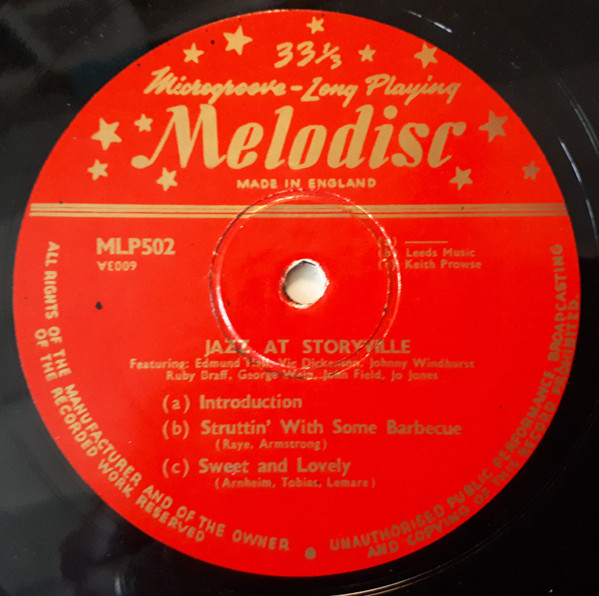 33⅓
Microgroove - Long Playing
Melodisc
MADE IN ENGLAND
MLP502
VE009
(b) Leeds Music
Keith Prowse
JAZZ AT STORYVILLE
Featuring: Edmund Hall, Vic Dickenson, Johnny Windhurst
Ruby Braff, George Wein, John Field, Jo Jones
(a) Introduction
(b) Struttin' With Some Barbecue
(Raye, Armstrong)
(c) Sweet and Lovely
(Arnheim, Tobias, Lemare)
ALL RIGHTS OF THE MANUFACTURER AND OF THE OWNER
OF THE RECORDED WORK RESERVED
UNAUTHORISED PUBLIC PERFORMANCE, BROADCASTING
AND COPYING OF THIS RECORD PROHIBITED.